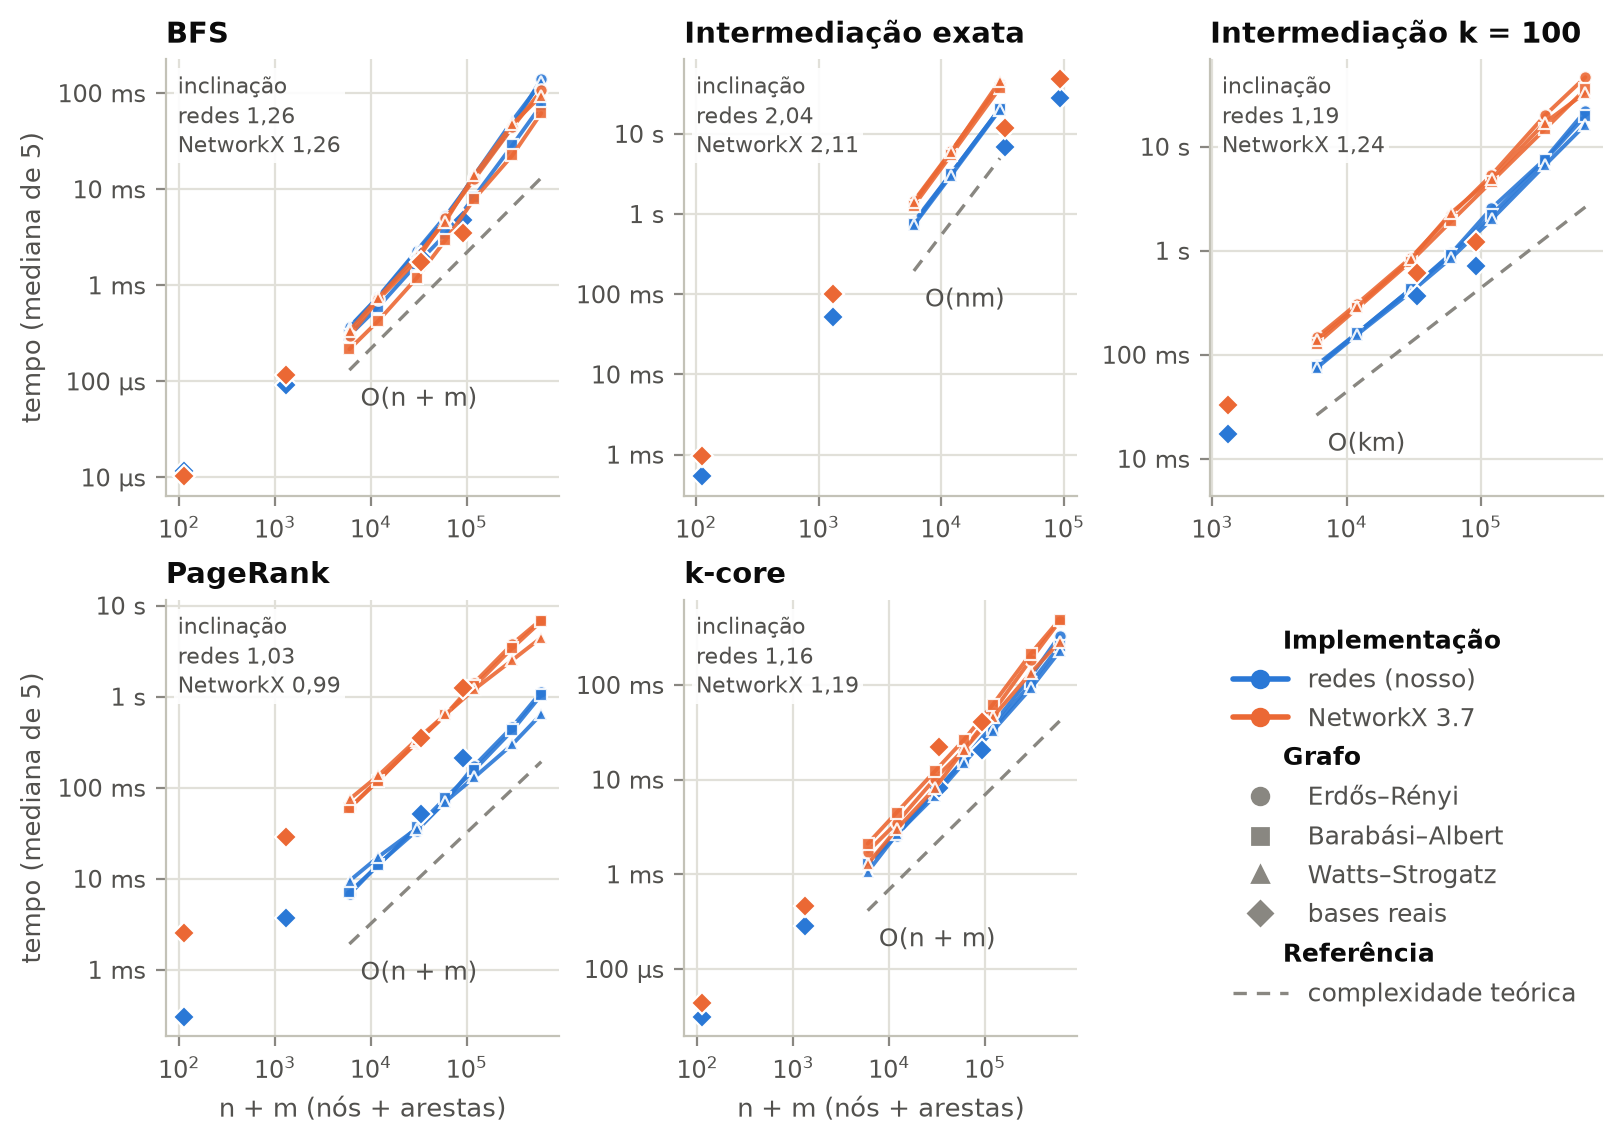 BFS
inclinação
redes 1,26
NetworkX 1,26
O(n + m)
tempo (mediana de 5)
100 ms
10 ms
1 ms
100 µs
10 µs
10²
10³
10⁴
10⁵
Intermediação exata
inclinação
redes 2,04
NetworkX 2,11
O(nm)
10 s
1 s
100 ms
10 ms
1 ms
10²
10³
10⁴
10⁵
Intermediação k = 100
inclinação
redes 1,19
NetworkX 1,24
O(km)
10 s
1 s
100 ms
10 ms
10³
10⁴
10⁵
PageRank
inclinação
redes 1,03
NetworkX 0,99
O(n + m)
tempo (mediana de 5)
10 s
1 s
100 ms
10 ms
1 ms
10²
10³
10⁴
10⁵
n + m (nós + arestas)
k-core
inclinação
redes 1,16
NetworkX 1,19
O(n + m)
100 ms
10 ms
1 ms
100 µs
10²
10³
10⁴
10⁵
n + m (nós + arestas)
Implementação
redes (nosso)
NetworkX 3.7
Grafo
Erdős–Rényi
Barabási–Albert
Watts–Strogatz
bases reais
Referência
complexidade teórica